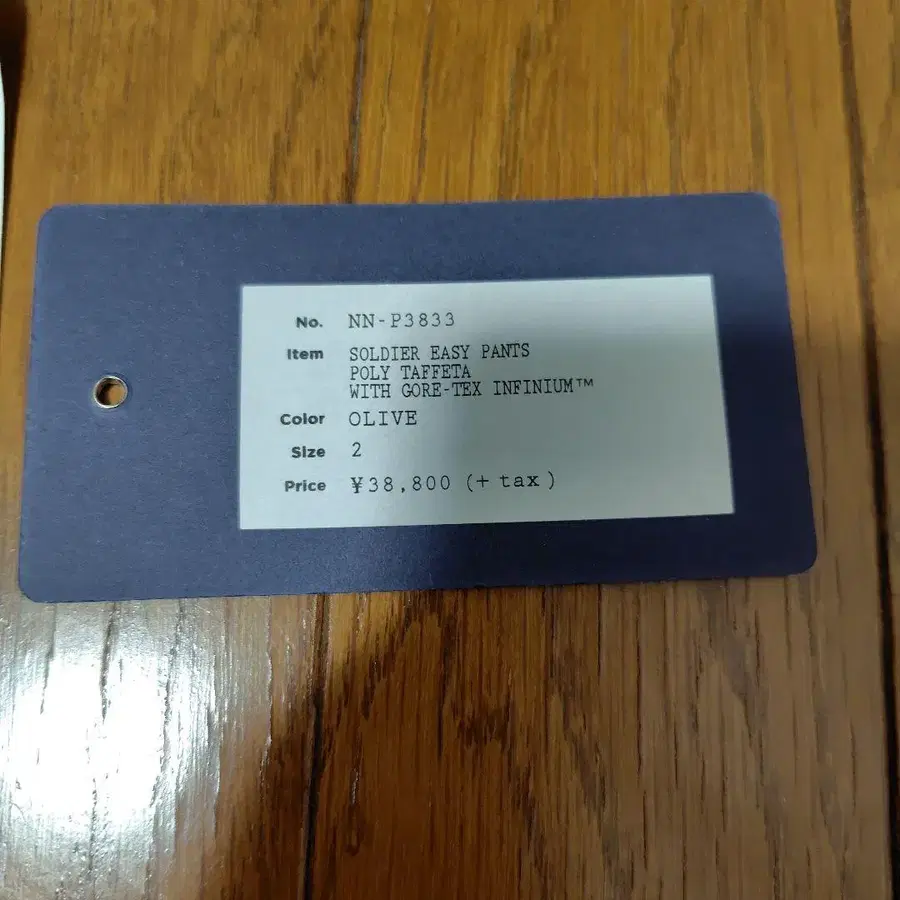 No. NN-P3833
Item SOLDIER EASY PANTS
POLY TAFFETA
WITH GORE-TEX INFINIUM™
Color OLIVE
Size 2
Price ¥38,800 (+ tax)